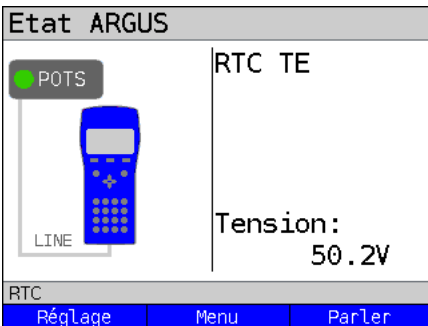 Etat ARGUS
POTS
LINE
RTC TE
Tension:
50.2V
RTC
Réglage Menu Parler